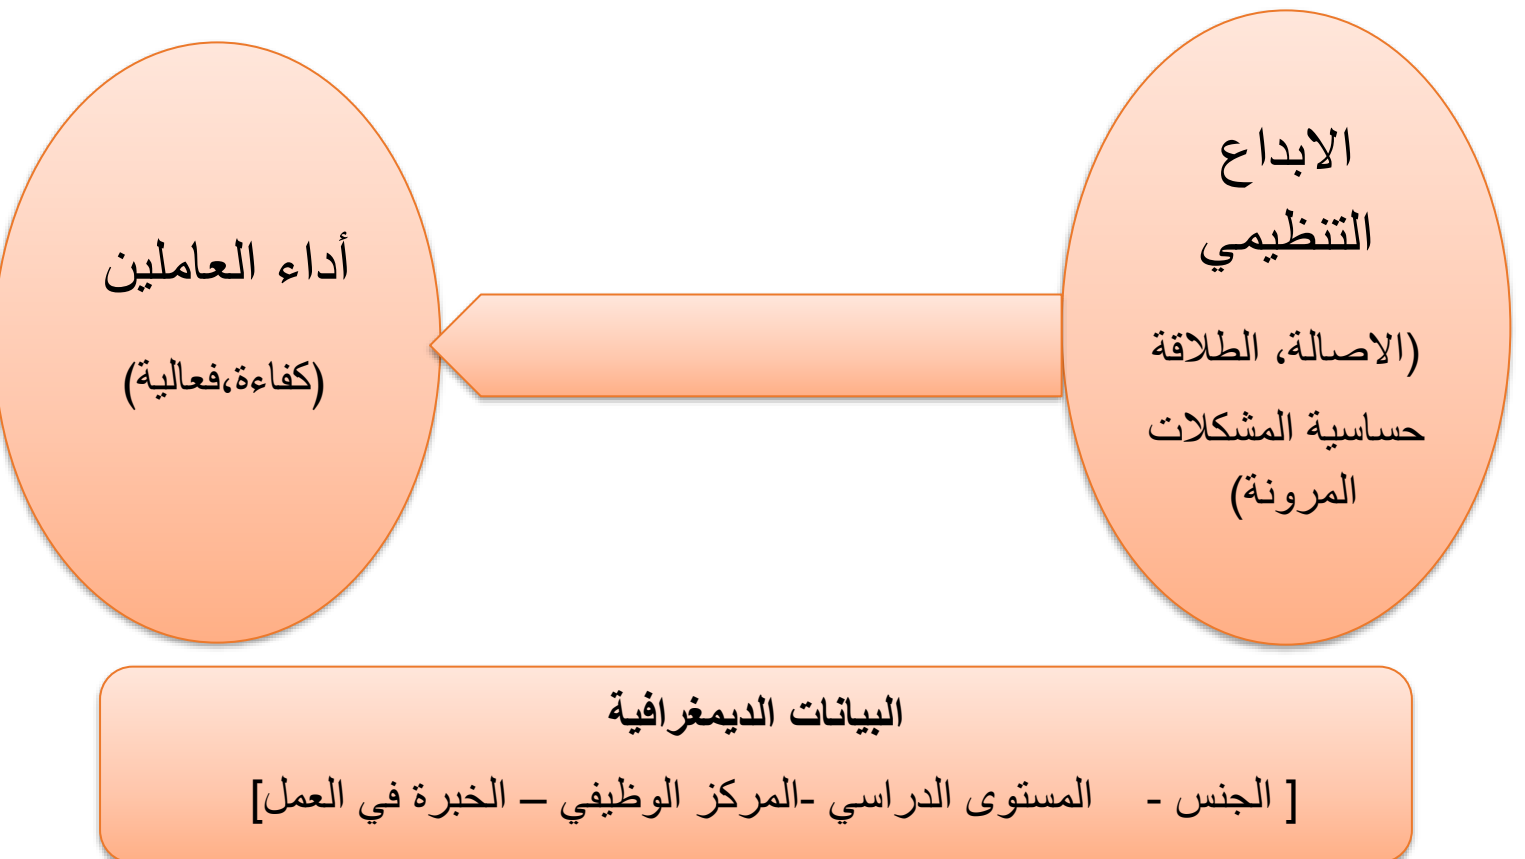 الابداع
التنظيمي
(الاصالة، الطلاقة
حساسية المشكلات
المرونة)
أداء العاملين
(كفاءة،فعالية)
البيانات الديمغرافية
[ الجنس - المستوى الدراسي -المركز الوظيفي – الخبرة في العمل]